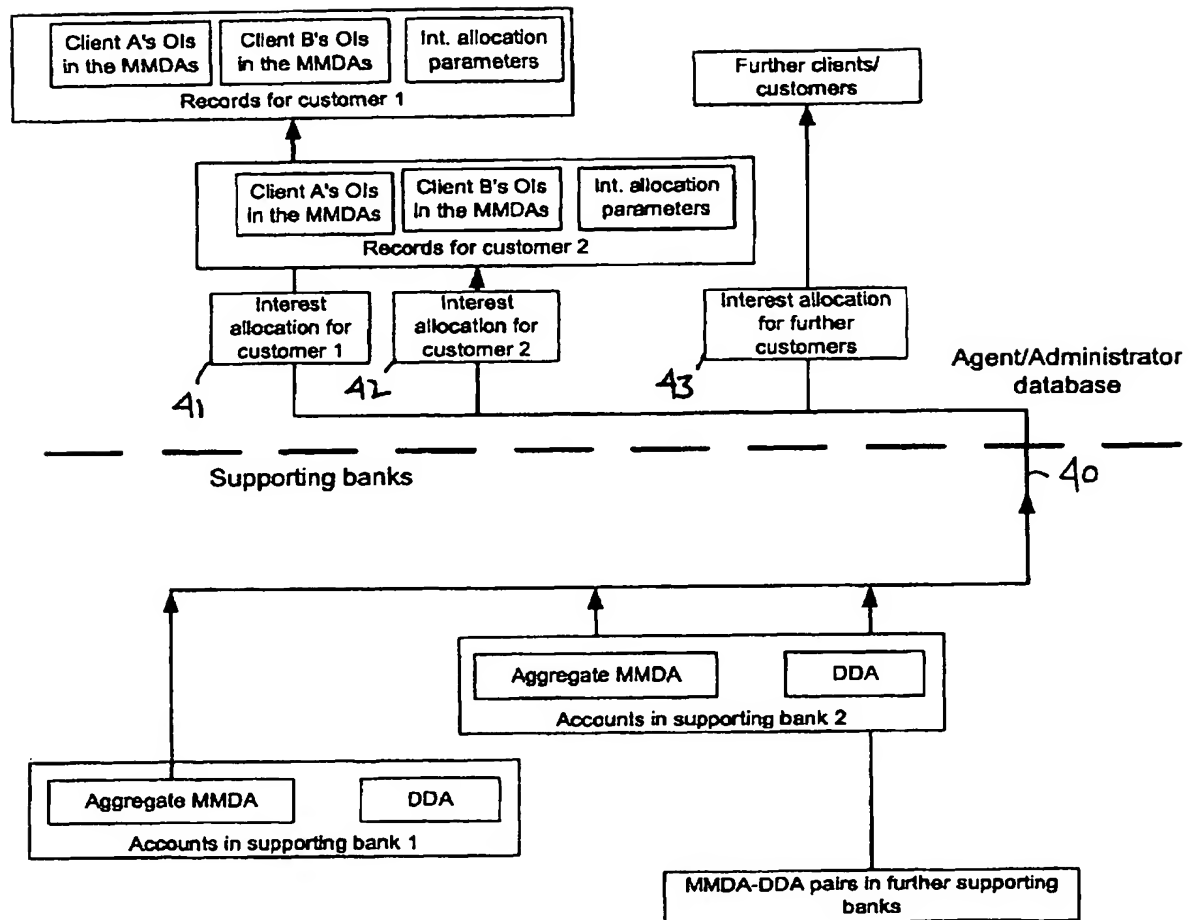 Client A's OIs
in the MMDAs
Client B's OIs
in the MMDAs
Int. allocation
parameters
Records for customer 1
Further clients/
customers
Client A's OIs
in the MMDAs
Client B's OIs
in the MMDAs
Int. allocation
parameters
Records for customer 2
Interest
allocation for
customer 1
Interest
allocation for
customer 2
Interest allocation
for further
customers
41
42
43
Agent/Administrator
database
Supporting banks
40
Aggregate MMDA
DDA
Accounts in supporting bank 2
Aggregate MMDA
DDA
Accounts in supporting bank 1
MMDA-DDA pairs in further supporting
banks